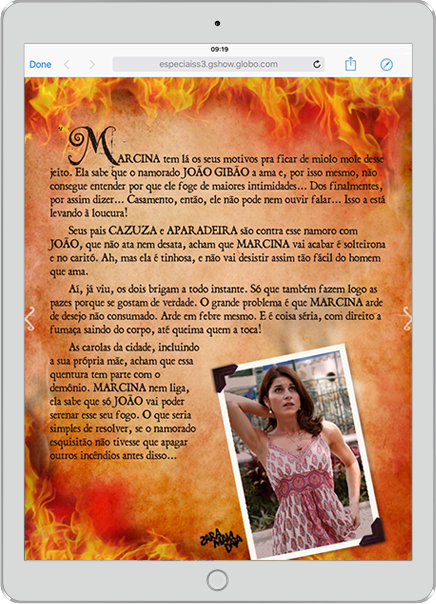 09:19
Done
especiaiss3.gshow.globo.com
MARCINA tem lá os seus motivos pra ficar de miolo mole desse
jeito. Ela sabe que o namorado JOÃO GIBÃO a ama e, por isso mesmo, não
consegue entender por que ele foge de maiores intimidades... Dos finalmentes,
por assim dizer... Casamento, então, ele não pode nem ouvir falar... Isso a está
levando à loucura!
Seus pais CAZUZA e APARADEIRA são contra esse namoro com
JOÃO, que não ata nem desata, acham que MARCINA vai acabar é solteirona
e no caritó. Ah, mas ela é tinhosa, e não vai desistir assim tão fácil do homem
que ama.
Aí, já viu, os dois brigam a todo instante. Só que também fazem logo as
pazes porque se gostam de verdade. O grande problema é que MARCINA arde
de desejo não consumado. Arde em febre mesmo. E é coisa séria, com direito a
fumaça saindo do corpo, até queima quem a toca!
As carolas da cidade, incluindo
a sua própria mãe, acham que essa
quentura tem parte com o
demônio. MARCINA nem liga,
ela sabe que só JOÃO vai poder
serenar esse seu fogo. O que seria
simples de resolver, se o namorado
esquisitão não tivesse que apagar
outros incêndios antes disso...